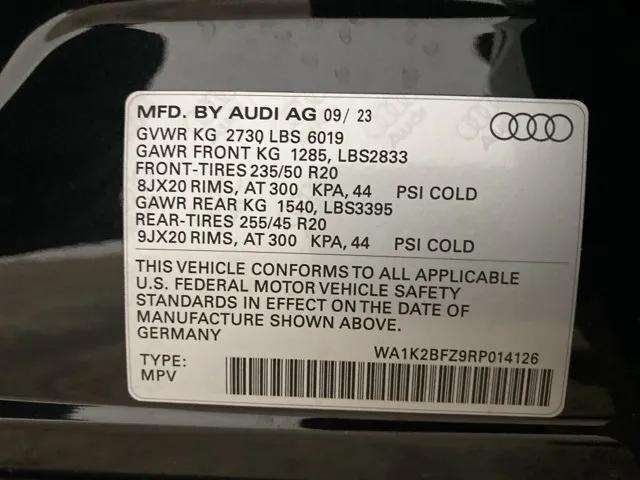 MFD. BY AUDI AG 09/ 23
GVWR KG 2730 LBS 6019
GAWR FRONT KG 1285, LBS2833
FRONT-TIRES 235/50 R20
8JX20 RIMS, AT 300 KPA, 44 PSI COLD
GAWR REAR KG 1540, LBS3395
REAR-TIRES 255/45 R20
9JX20 RIMS, AT 300 KPA, 44 PSI COLD
THIS VEHICLE CONFORMS TO ALL APPLICABLE
U.S. FEDERAL MOTOR VEHICLE SAFETY
STANDARDS IN EFFECT ON THE DATE OF
MANUFACTURE SHOWN ABOVE.
GERMANY
WA1K2BFZ9RP014126
TYPE:
MPV